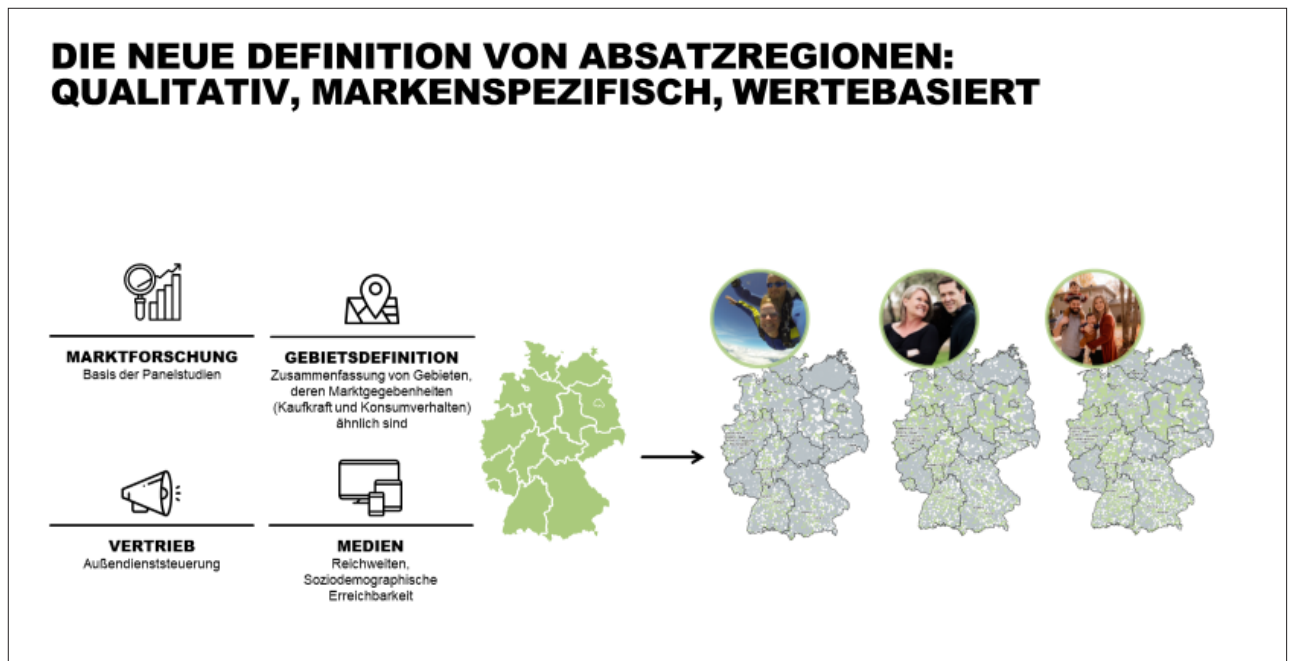 DIE NEUE DEFINITION VON ABSATZREGIONEN:
QUALITATIV, MARKENSPEZIFISCH, WERTEBASIERT
MARKTFORSCHUNG
Basis der Panelstudien
GEBIETSDEFINITION
Zusammenfassung von Gebieten,
deren Marktgegebenheiten
(Kaufkraft und Konsumverhalten)
ähnlich sind
VERTRIEB
Außendienststeuerung
MEDIEN
Reichweiten,
Soziodemographische
Erreichbarkeit